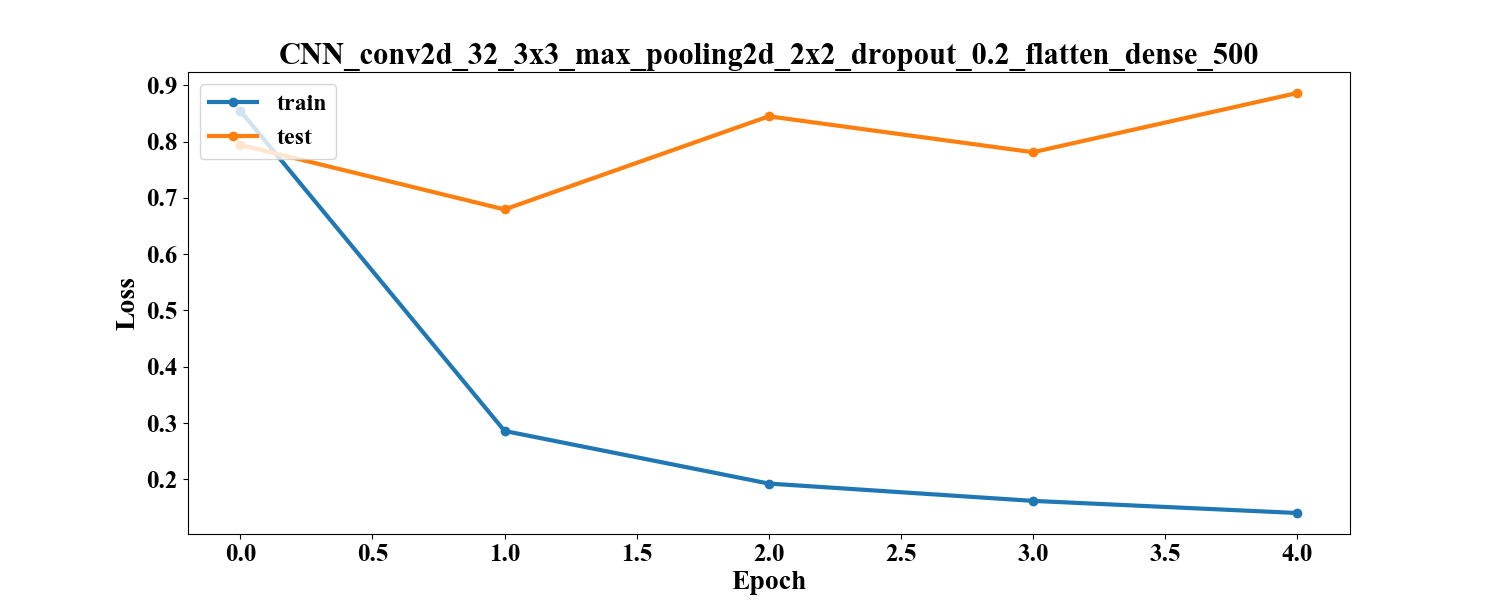 CNN_conv2d_32_3x3_max_pooling2d_2x2_dropout_0.2_flatten_dense_500
0.9
0.8
0.7
0.6
0.5
0.4
0.3
0.2
Loss
train
test
0.0 0.5 1.0 1.5 2.0 2.5 3.0 3.5 4.0
Epoch